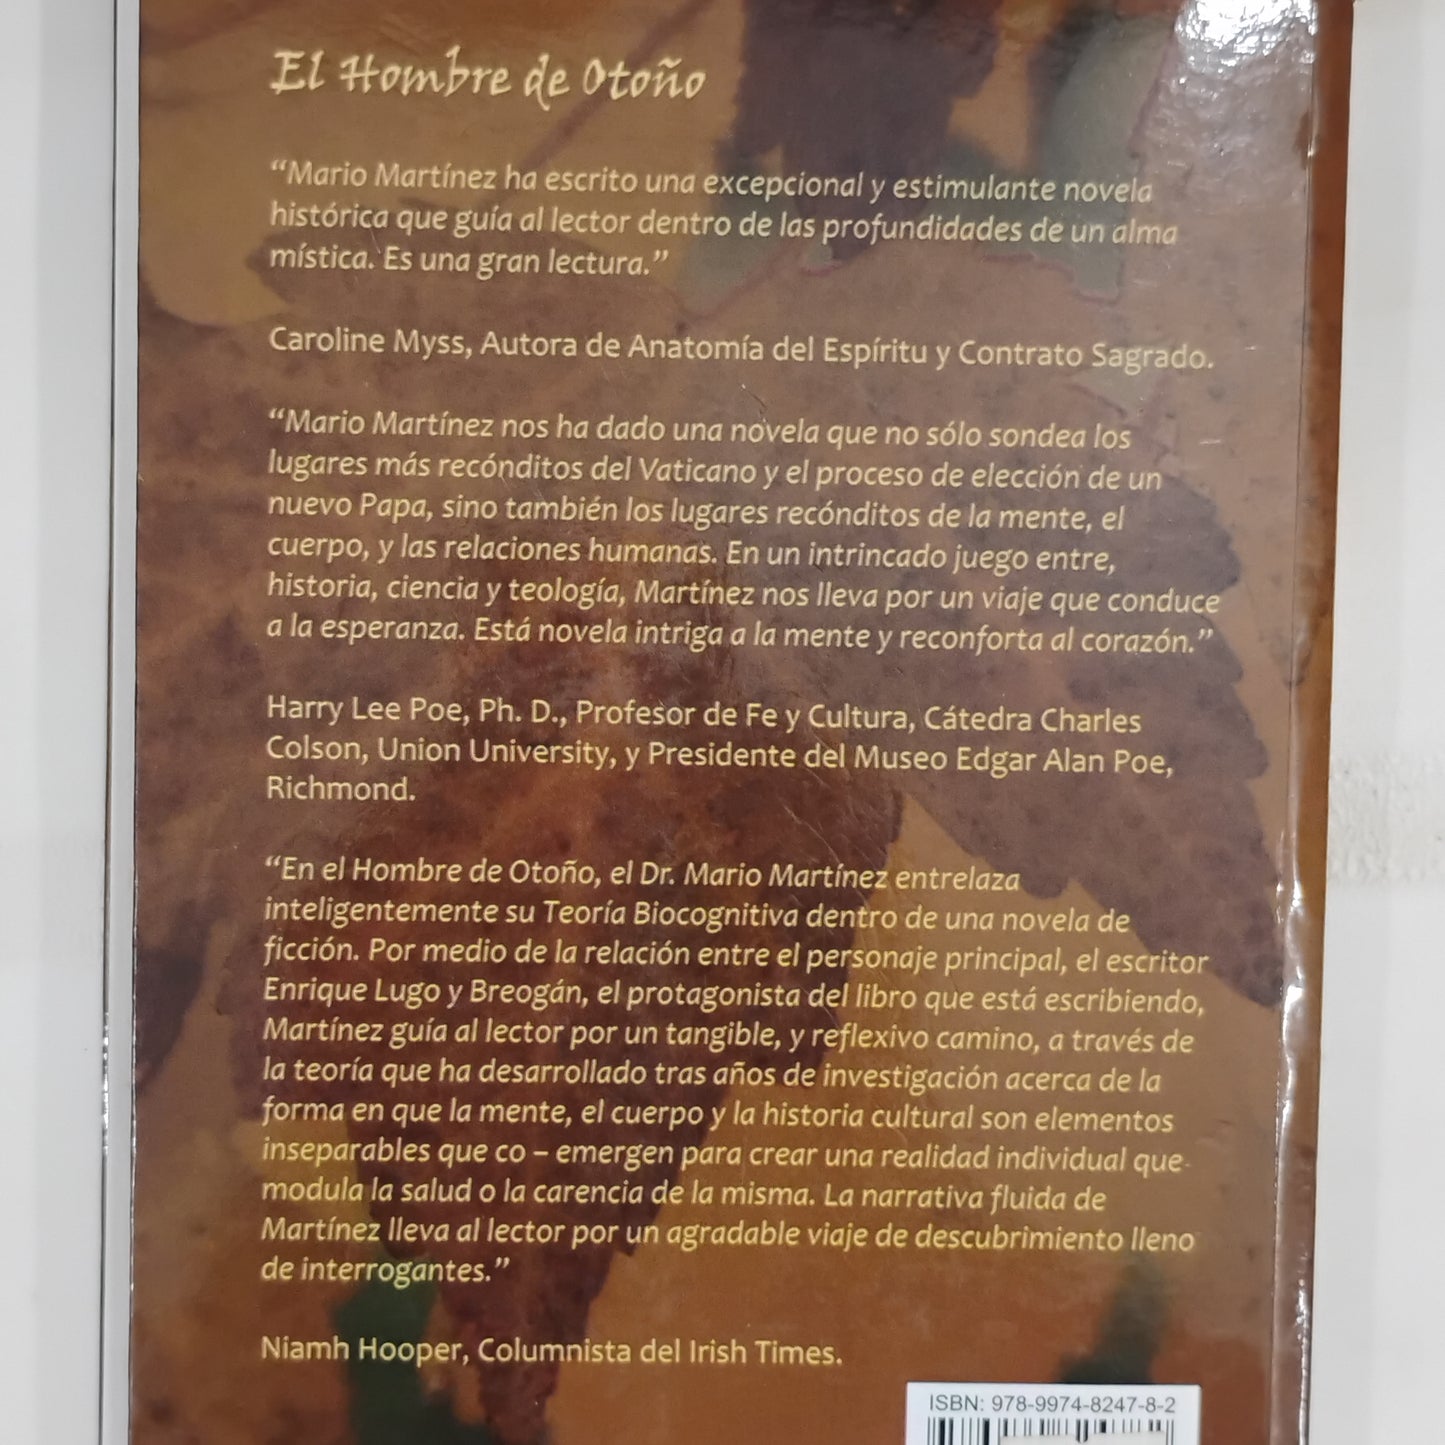 El Hombre de Otoño
“Mario Martínez ha escrito una excepcional y estimulante novela
histórica que guía al lector dentro de las profundidades de un alma
mística. Es una gran lectura.”
Caroline Myss, Autora de Anatomía del Espíritu y Contrato Sagrado.
“Mario Martínez nos ha dado una novela que no sólo sondea los
lugares más recónditos del Vaticano y el proceso de elección de un
nuevo Papa, sino también los lugares recónditos de la mente, el
cuerpo, y las relaciones humanas. En un intrincado juego entre,
historia, ciencia y teología, Martínez nos lleva por un viaje que conduce
a la esperanza. Está novela intriga a la mente y reconforta al corazón.”
Harry Lee Poe, Ph. D., Profesor de Fe y Cultura, Cátedra Charles
Colson, Union University, y Presidente del Museo Edgar Alan Poe,
Richmond.
“En el Hombre de Otoño, el Dr. Mario Martínez entrelaza
inteligentemente su Teoría Biocognitiva dentro de una novela de
ficción. Por medio de la relación entre el personaje principal, el escritor
Enrique Lugo y Breogán, el protagonista del libro que está escribiendo,
Martínez guía al lector por un tangible, y reflexivo camino, a través de
la teoría que ha desarrollado tras años de investigación acerca de la
forma en que la mente, el cuerpo y la historia cultural son elementos
inseparables que co – emergen para crear una realidad individual que
modula la salud o la carencia de la misma. La narrativa fluida de
Martínez lleva al lector por un agradable viaje de descubrimiento lleno
de interrogantes.”
Niamh Hooper, Columnista del Irish Times.
ISBN: 978-9974-8247-8-2